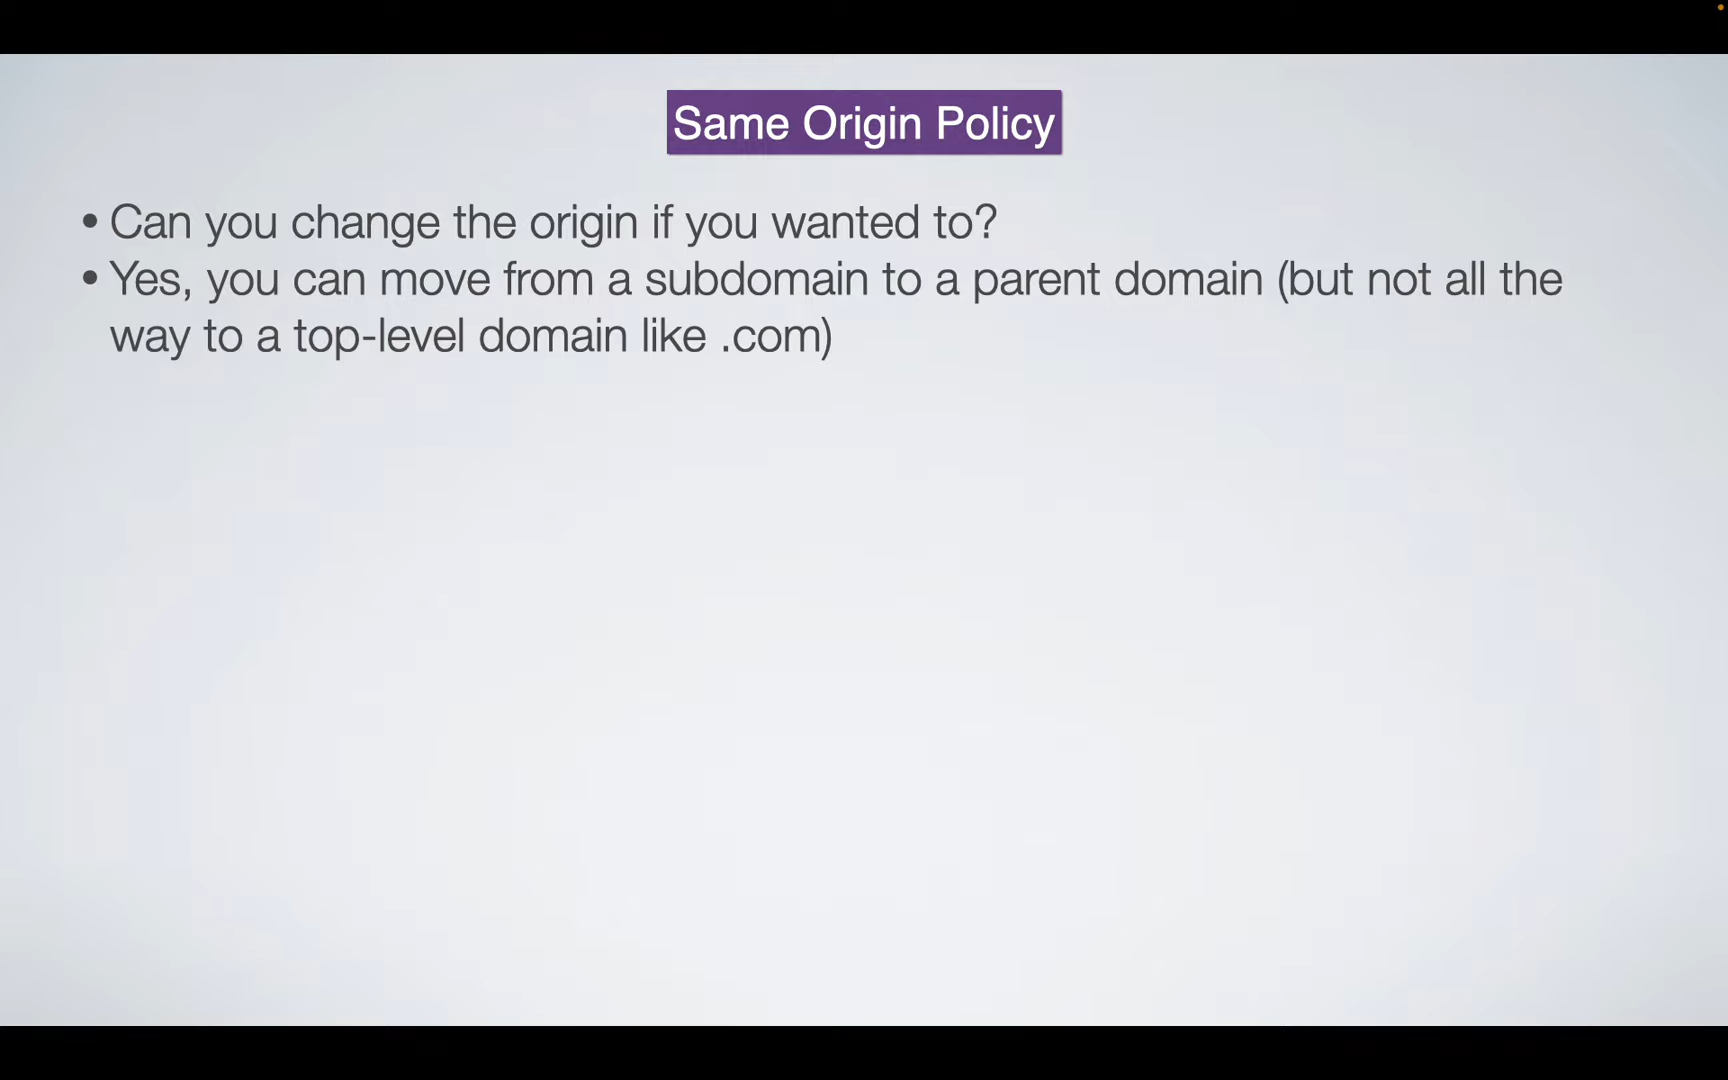 Same Origin Policy
• Can you change the origin if you wanted to?
• Yes, you can move from a subdomain to a parent domain (but not all the
way to a top-level domain like .com)